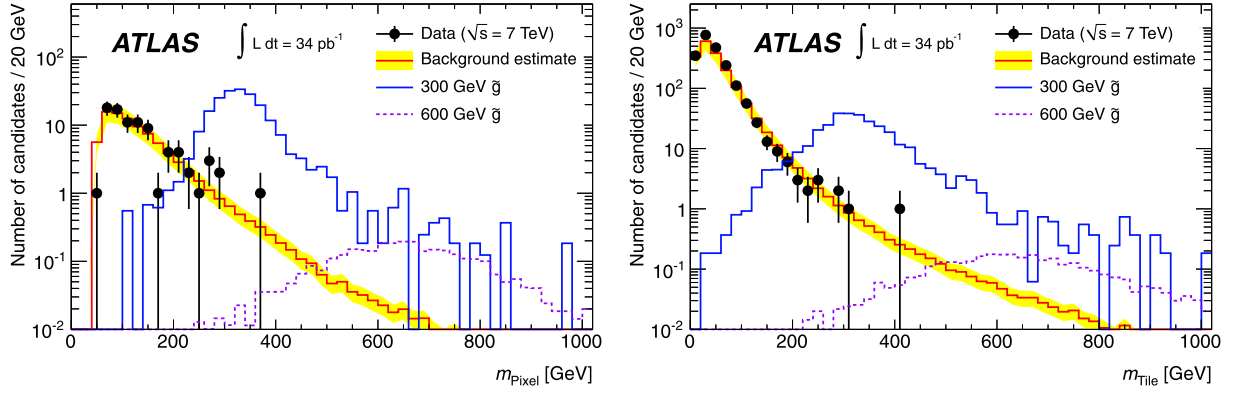 Number of candidates / 20 GeV
10²
10
1
10⁻¹
10⁻²
ATLAS
∫ L dt = 34 pb⁻¹
Data (√s = 7 TeV)
Background estimate
300 GeV g̃
600 GeV g̃
0 200 400 600 800 1000
m_Pixel [GeV]
Number of candidates / 20 GeV
10³
10²
10
1
10⁻¹
10⁻²
ATLAS
∫ L dt = 34 pb⁻¹
Data (√s = 7 TeV)
Background estimate
300 GeV g̃
600 GeV g̃
0 200 400 600 800 1000
m_Tile [GeV]